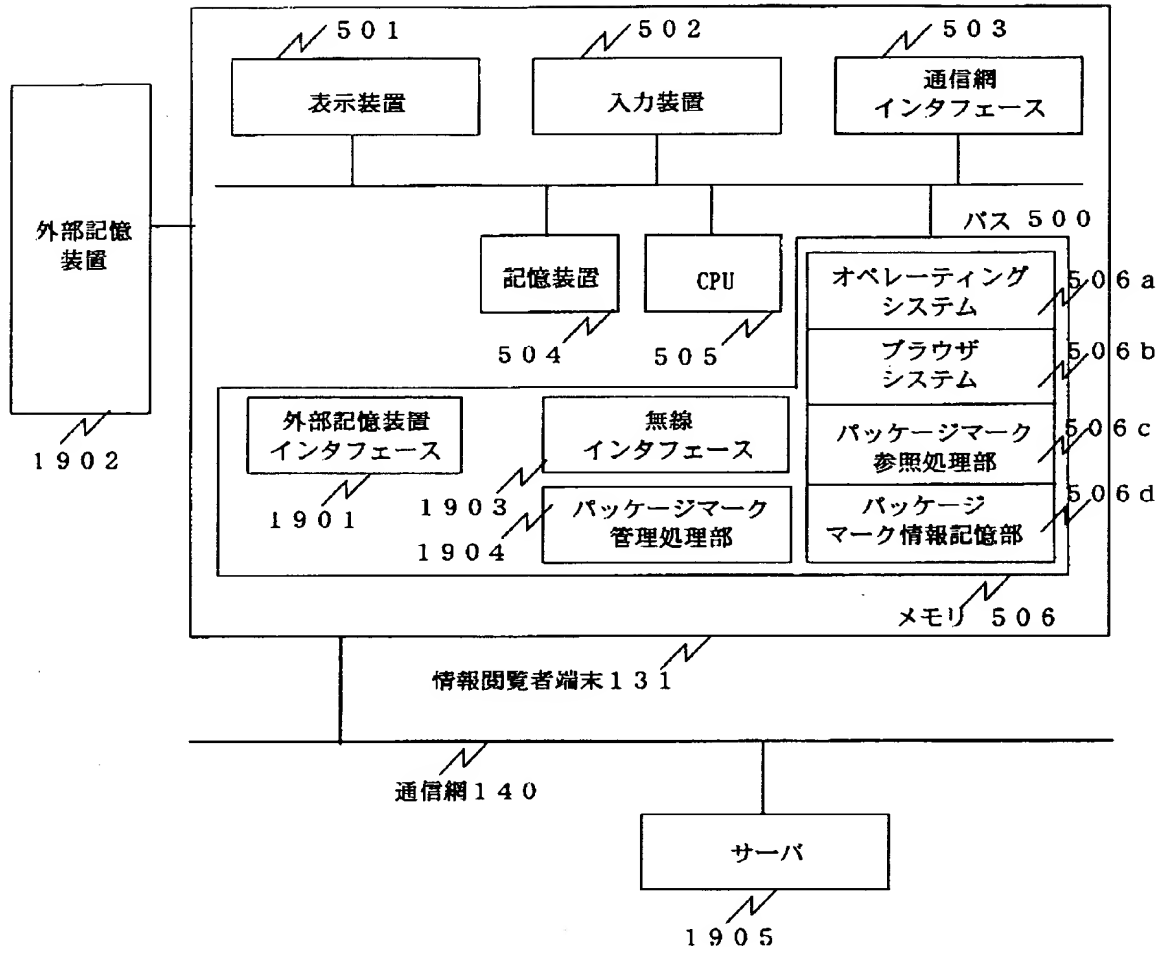 ５０１
５０２
５０３
表示装置
入力装置
通信網
インタフェース
外部記憶
装置
バス ５００
記憶装置
CPU
オペレーティング
システム
５０６ａ
５０４
５０５
ブラウザ
システム
５０６ｂ
１９０２
外部記憶装置
インタフェース
無線
インタフェース
パッケージマーク
参照処理部
５０６ｃ
１９０１
１９０３
パッケージマーク
管理処理部
１９０４
パッケージ
マーク情報記憶部
５０６ｄ
メモリ ５０６
情報閲覧者端末１３１
通信網１４０
サーバ
１９０５